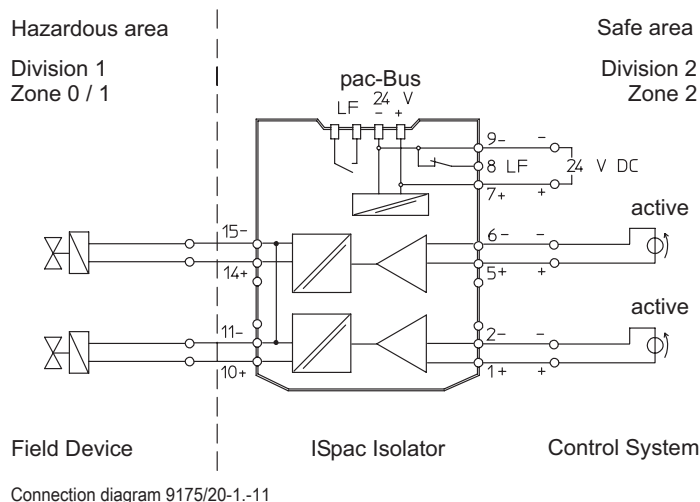 Hazardous area
Safe area
Division 1
Zone 0 / 1
Division 2
Zone 2
pac-Bus
LF 24 V
- +
9- -
8 LF
24 V DC
7+ +
active
15-
6- -
14+
5+ +
active
11-
2- -
10+
1+ +
Field Device
ISpac Isolator
Control System
Connection diagram 9175/20-1.-11